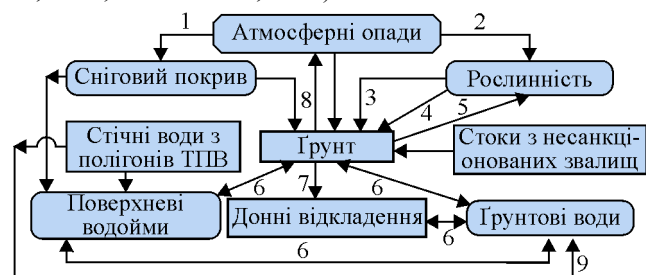 1
Атмосферні опади
2
Сніговий покрив
8
3
Рослинність
4
5
Стічні води з
полігонів ТПВ
Ґрунт
Стоки з несанкці-
онованих звалищ
6
7
6
Поверхневі
водойми
Донні відкладення
6
Ґрунтові води
6
9